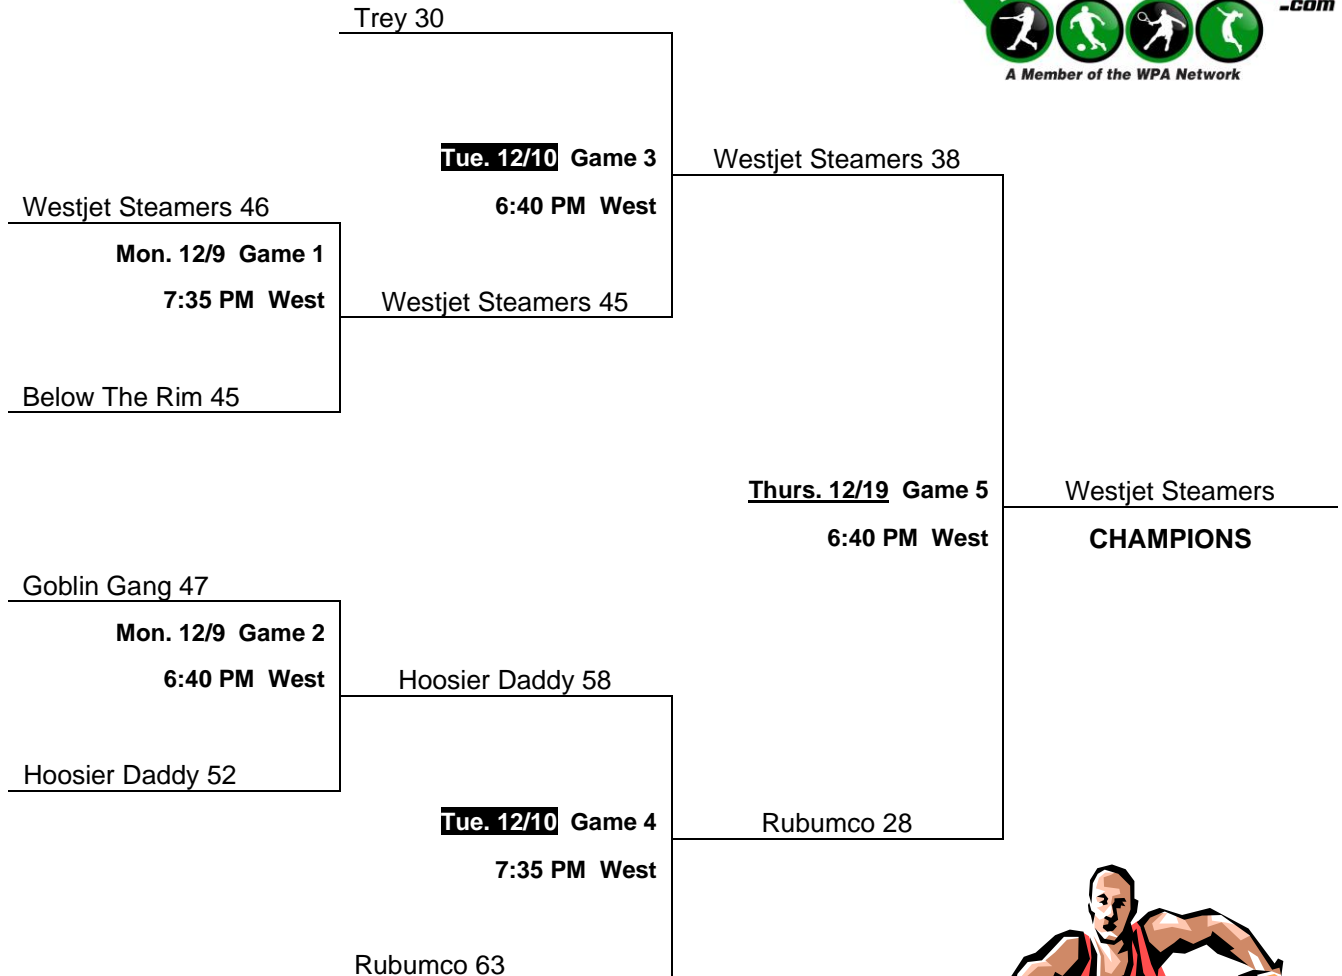 Trey 30
-com
A Member of the WPA Network
Tue. 12/10 Game 3
Westjet Steamers 38
Westjet Steamers 46
6:40 PM West
Mon. 12/9 Game 1
7:35 PM West
Westjet Steamers 45
Below The Rim 45
Thurs. 12/19 Game 5
Westjet Steamers
6:40 PM West
CHAMPIONS
Goblin Gang 47
Mon. 12/9 Game 2
6:40 PM West
Hoosier Daddy 58
Hoosier Daddy 52
Tue. 12/10 Game 4
Rubumco 28
7:35 PM West
Rubumco 63